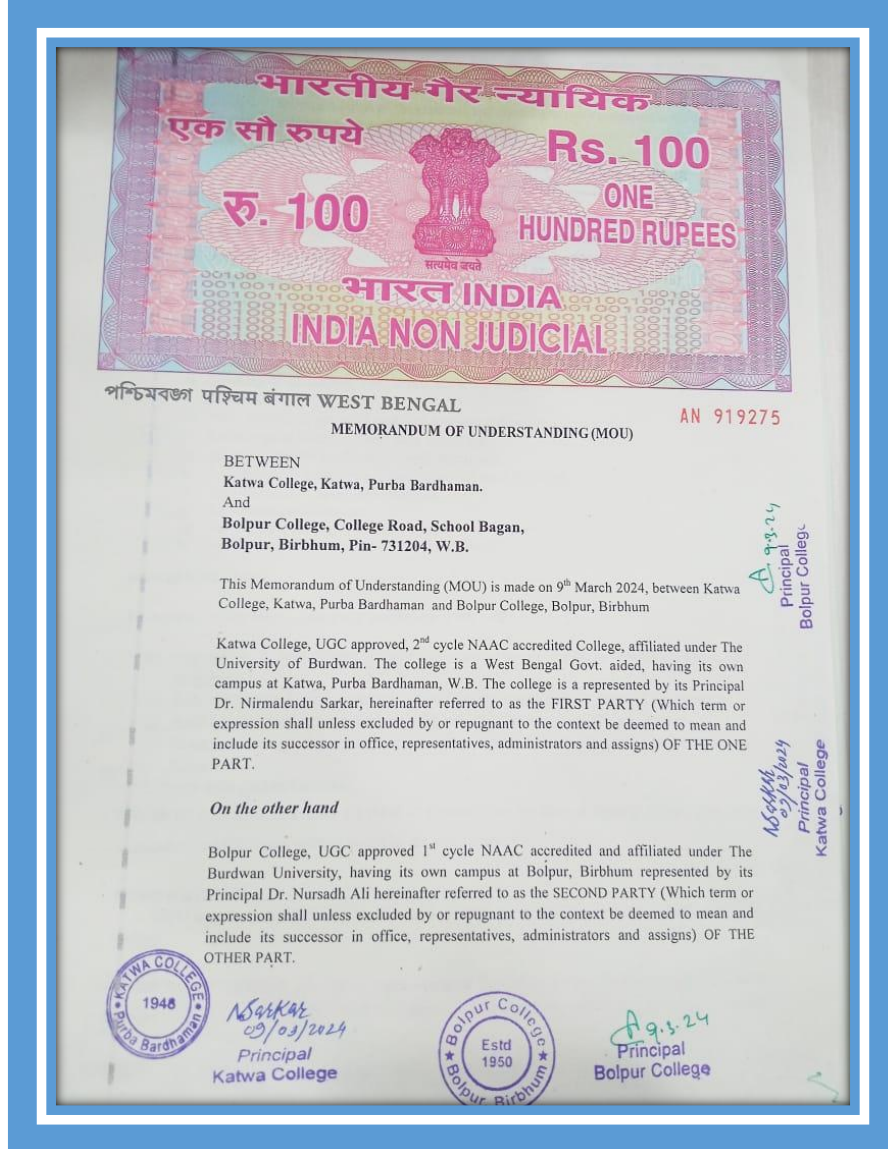 भारतीय गैर न्यायिक
एक सौ रुपये
Rs. 100
रु. 100
ONE
HUNDRED RUPEES
सत्यमेव जयते
भारत INDIA
INDIA NON JUDICIAL
পশ্চিমবঙ্গ पश्चिम बंगाल WEST BENGAL
AN 919275
MEMORANDUM OF UNDERSTANDING (MOU)
BETWEEN
Katwa College, Katwa, Purba Bardhaman.
And
Bolpur College, College Road, School Bagan,
Bolpur, Birbhum, Pin- 731204, W.B.
This Memorandum of Understanding (MOU) is made on 9th March 2024, between Katwa
College, Katwa, Purba Bardhaman and Bolpur College, Bolpur, Birbhum
Katwa College, UGC approved, 2nd cycle NAAC accredited College, affiliated under The
University of Burdwan. The college is a West Bengal Govt. aided, having its own
campus at Katwa, Purba Bardhaman, W.B. The college is a represented by its Principal
Dr. Nirmalendu Sarkar, hereinafter referred to as the FIRST PARTY (Which term or
expression shall unless excluded by or repugnant to the context be deemed to mean and
include its successor in office, representatives, administrators and assigns) OF THE ONE
PART.
On the other hand
Bolpur College, UGC approved 1st cycle NAAC accredited and affiliated under The
Burdwan University, having its own campus at Bolpur, Birbhum represented by its
Principal Dr. Nursadh Ali hereinafter referred to as the SECOND PARTY (Which term or
expression shall unless excluded by or repugnant to the context be deemed to mean and
include its successor in office, representatives, administrators and assigns) OF THE
OTHER PART.
9.3.24
Principal
Bolpur College
NSarkar
09/03/2024
Principal
Katwa College
KATWA COLLEGE
1948
Purba Bardhaman
NSarkar
09/03/2024
Principal
Katwa College
Bolpur College
Estd
1950
Bolpur, Birbhum
9.3.24
Principal
Bolpur College